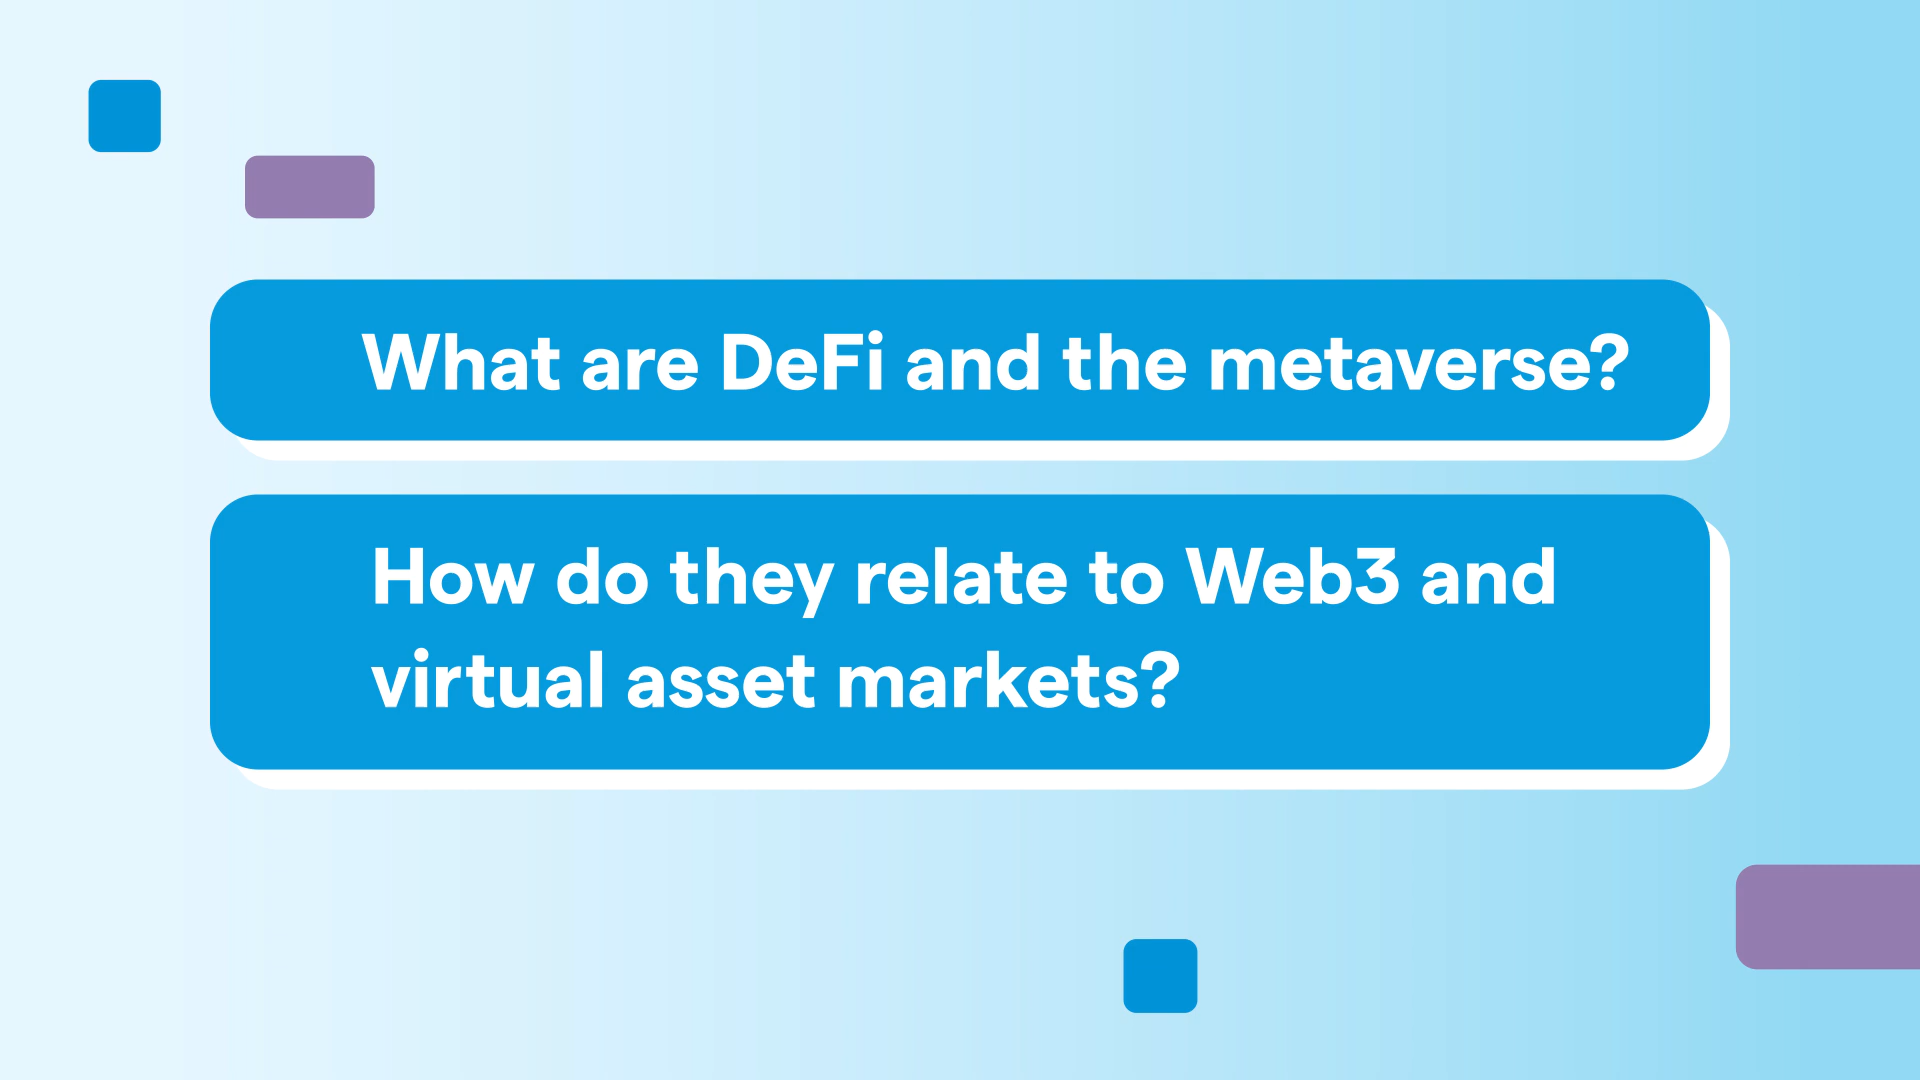 What are DeFi and the metaverse?
How do they relate to Web3 and
virtual asset markets?